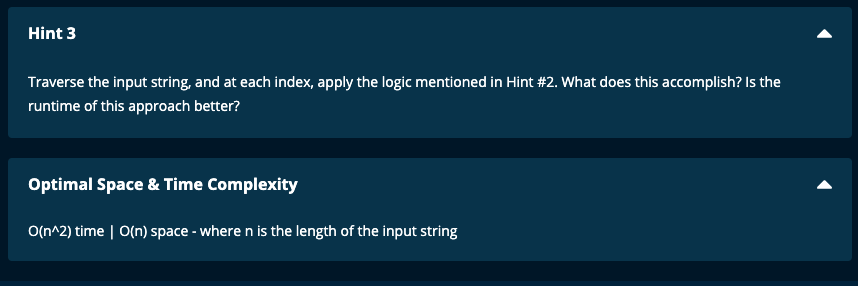 Hint 3
Traverse the input string, and at each index, apply the logic mentioned in Hint #2. What does this accomplish? Is the
runtime of this approach better?
Optimal Space & Time Complexity
O(n^2) time | O(n) space - where n is the length of the input string